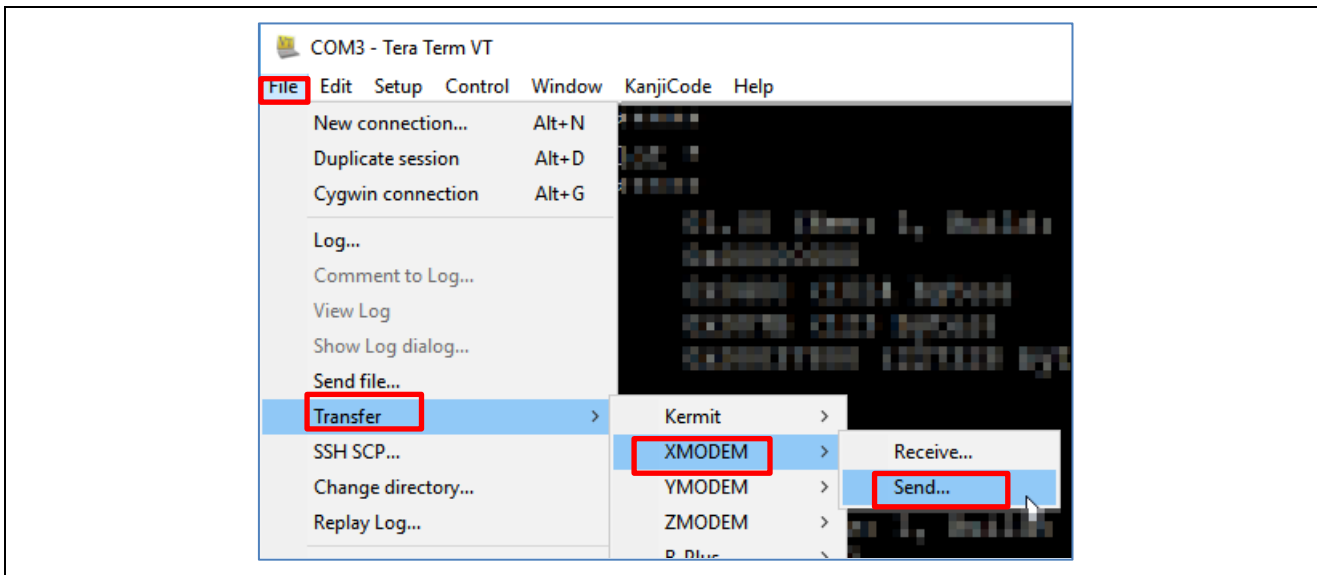 COM3 - Tera Term VT
File Edit Setup Control Window KanjiCode Help
New connection... Alt+N
Duplicate session Alt+D
Cygwin connection Alt+G
Log...
Comment to Log...
View Log
Show Log dialog...
Send file...
Transfer >
Kermit >
SSH SCP...
XMODEM >
Receive...
Change directory...
YMODEM >
Send...
Replay Log...
ZMODEM >